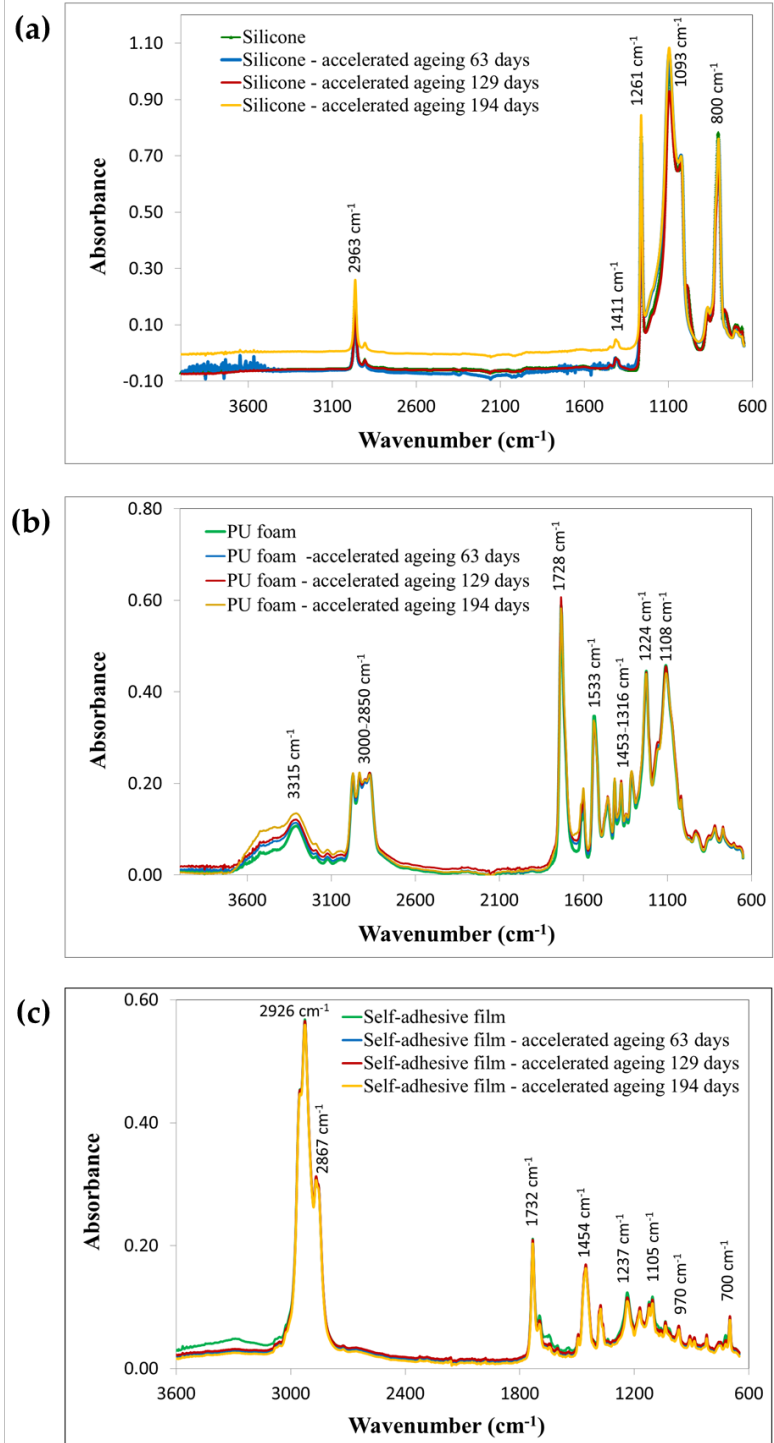 (a)
Silicone
Silicone - accelerated ageing 63 days
Silicone - accelerated ageing 129 days
Silicone - accelerated ageing 194 days
2963 cm-1
1411 cm-1
1261 cm-1
1093 cm-1
800 cm-1
Absorbance
1.10
0.90
0.70
0.50
0.30
0.10
-0.10
3600 3100 2600 2100 1600 1100 600
Wavenumber (cm-1)
(b)
PU foam
PU foam -accelerated ageing 63 days
PU foam - accelerated ageing 129 days
PU foam - accelerated ageing 194 days
3315 cm-1
3000-2850 cm-1
1728 cm-1
1533 cm-1
1453-1316 cm-1
1224 cm-1
1108 cm-1
Absorbance
0.80
0.60
0.40
0.20
0.00
3600 3100 2600 2100 1600 1100 600
Wavenumber (cm-1)
(c)
Self-adhesive film
Self-adhesive film - accelerated ageing 63 days
Self-adhesive film - accelerated ageing 129 days
Self-adhesive film - accelerated ageing 194 days
2926 cm-1
2867 cm-1
1732 cm-1
1454 cm-1
1237 cm-1
1105 cm-1
970 cm-1
700 cm-1
Absorbance
0.60
0.40
0.20
0.00
3600 3000 2400 1800 1200 600
Wavenumber (cm-1)